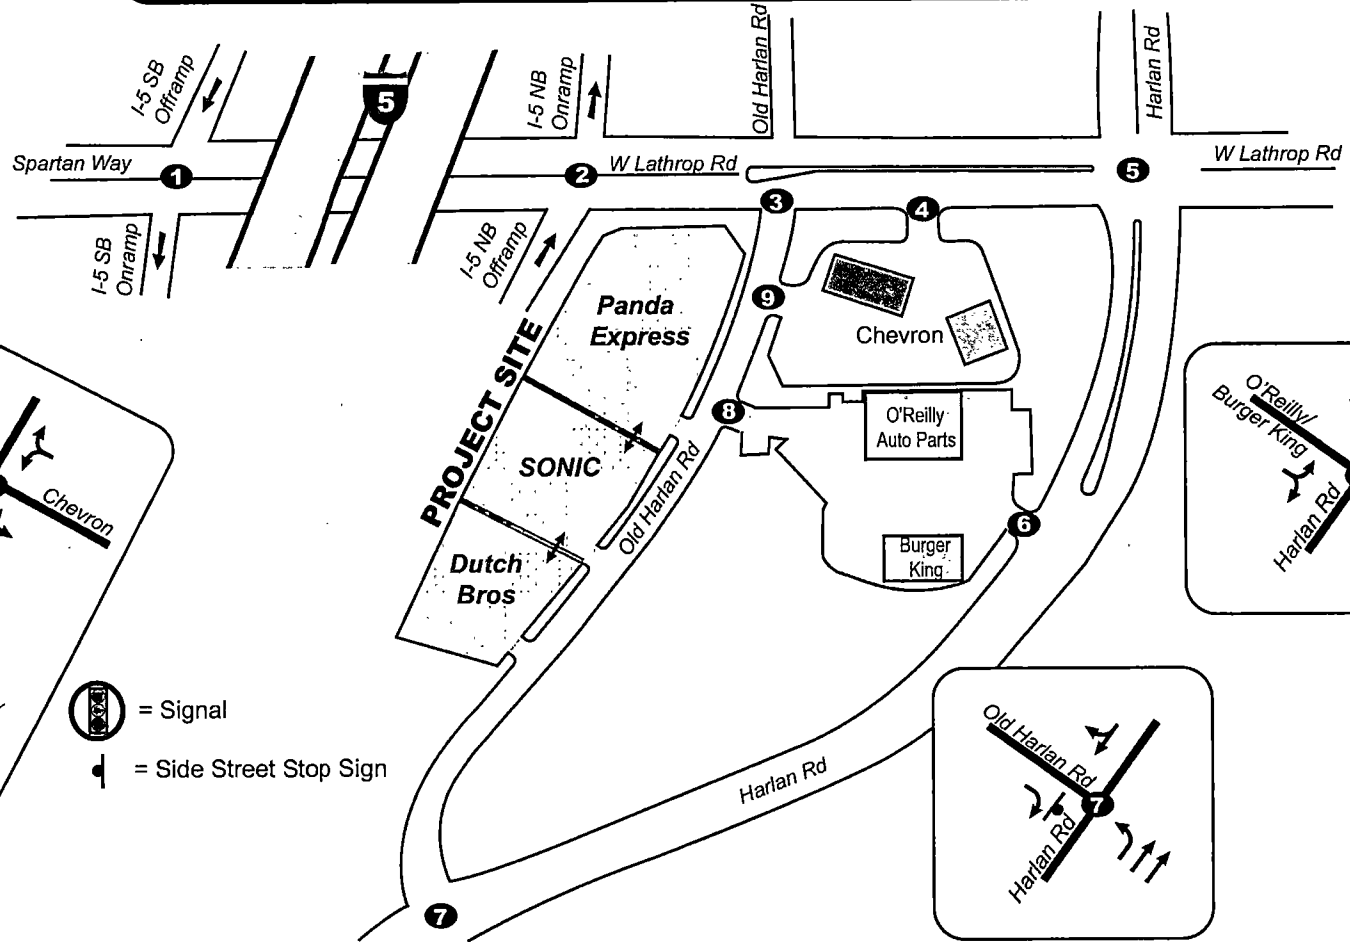 I-5 SB
Offramp
5
I-5 NB
Onramp
Old Harlan Rd
Harlan Rd
Spartan Way
1
2
W Lathrop Rd
3
4
5
W Lathrop Rd
I-5 SB
Onramp
I-5 NB
Offramp
Panda
Express
9
Chevron
PROJECT SITE
8
O'Reilly
Auto Parts
SONIC
Old Harlan Rd
6
Burger
King
Dutch
Bros
Chevron
O'Reilly/
Burger King
Harlan Rd
= Signal
= Side Street Stop Sign
Harlan Rd
7
Old Harlan Rd
7
Harlan Rd